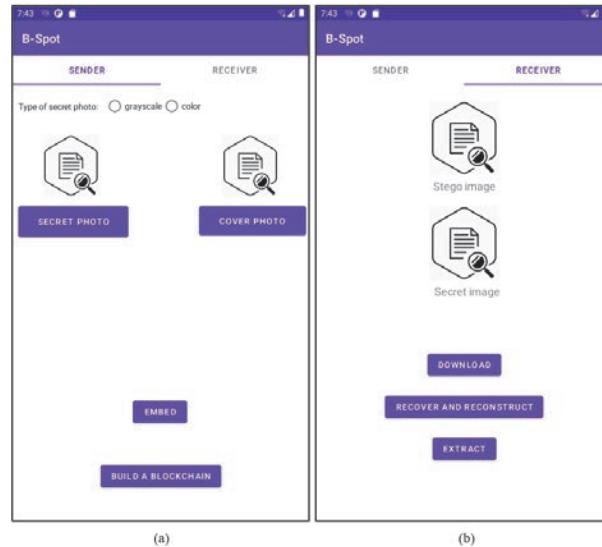 7:43
B-Spot
SENDER RECEIVER
Type of secret photo: grayscale color
SECRET PHOTO COVER PHOTO
EMBED
BUILD A BLOCKCHAIN
(a)
7:43
B-Spot
SENDER RECEIVER
Stego image
Secret image
DOWNLOAD
RECOVER AND RECONSTRUCT
EXTRACT
(b)